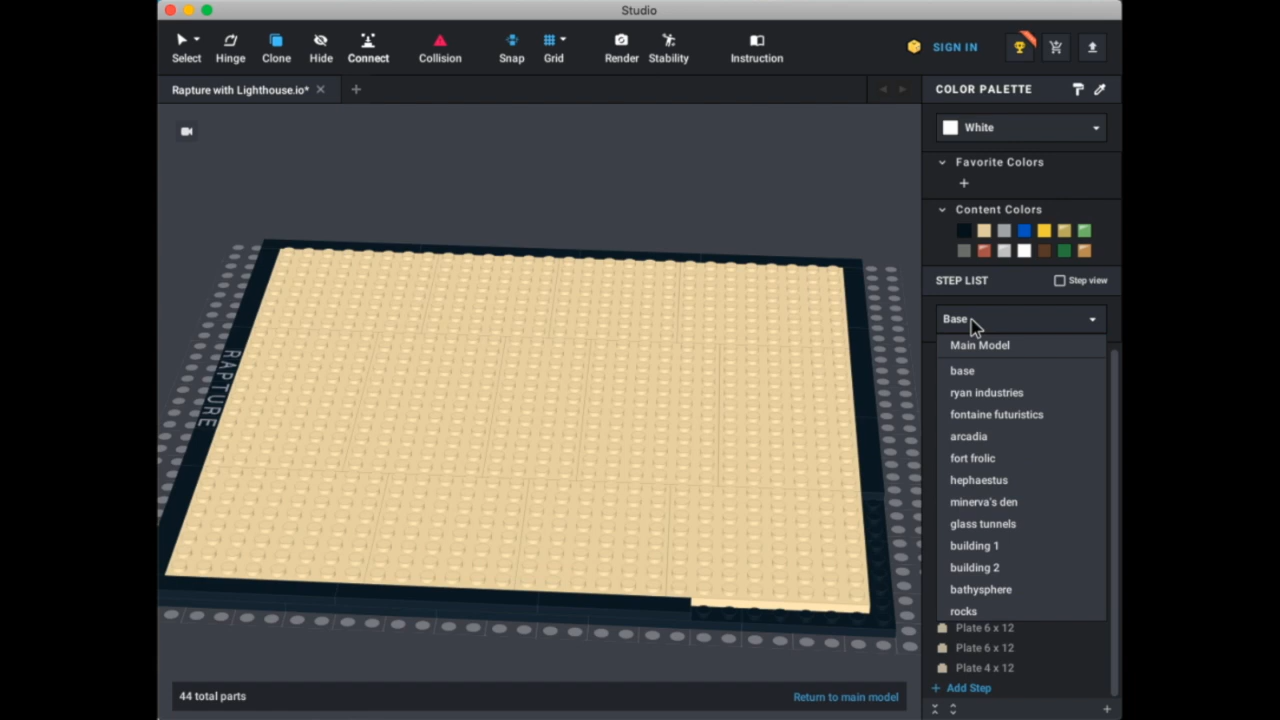 Studio
Select
Hinge
Clone
Hide
Connect
Collision
Snap
Grid
Render
Stability
Instruction
SIGN IN
Rapture with Lighthouse.io*
COLOR PALETTE
White
Favorite Colors
Content Colors
STEP LIST
Step view
Base
Main Model
base
ryan industries
fontaine futuristics
arcadia
fort frolic
hephaestus
minerva's den
glass tunnels
building 1
building 2
bathysphere
rocks
Plate 6 x 12
Plate 6 x 12
Plate 4 x 12
Add Step
RAPTURE
44 total parts
Return to main model